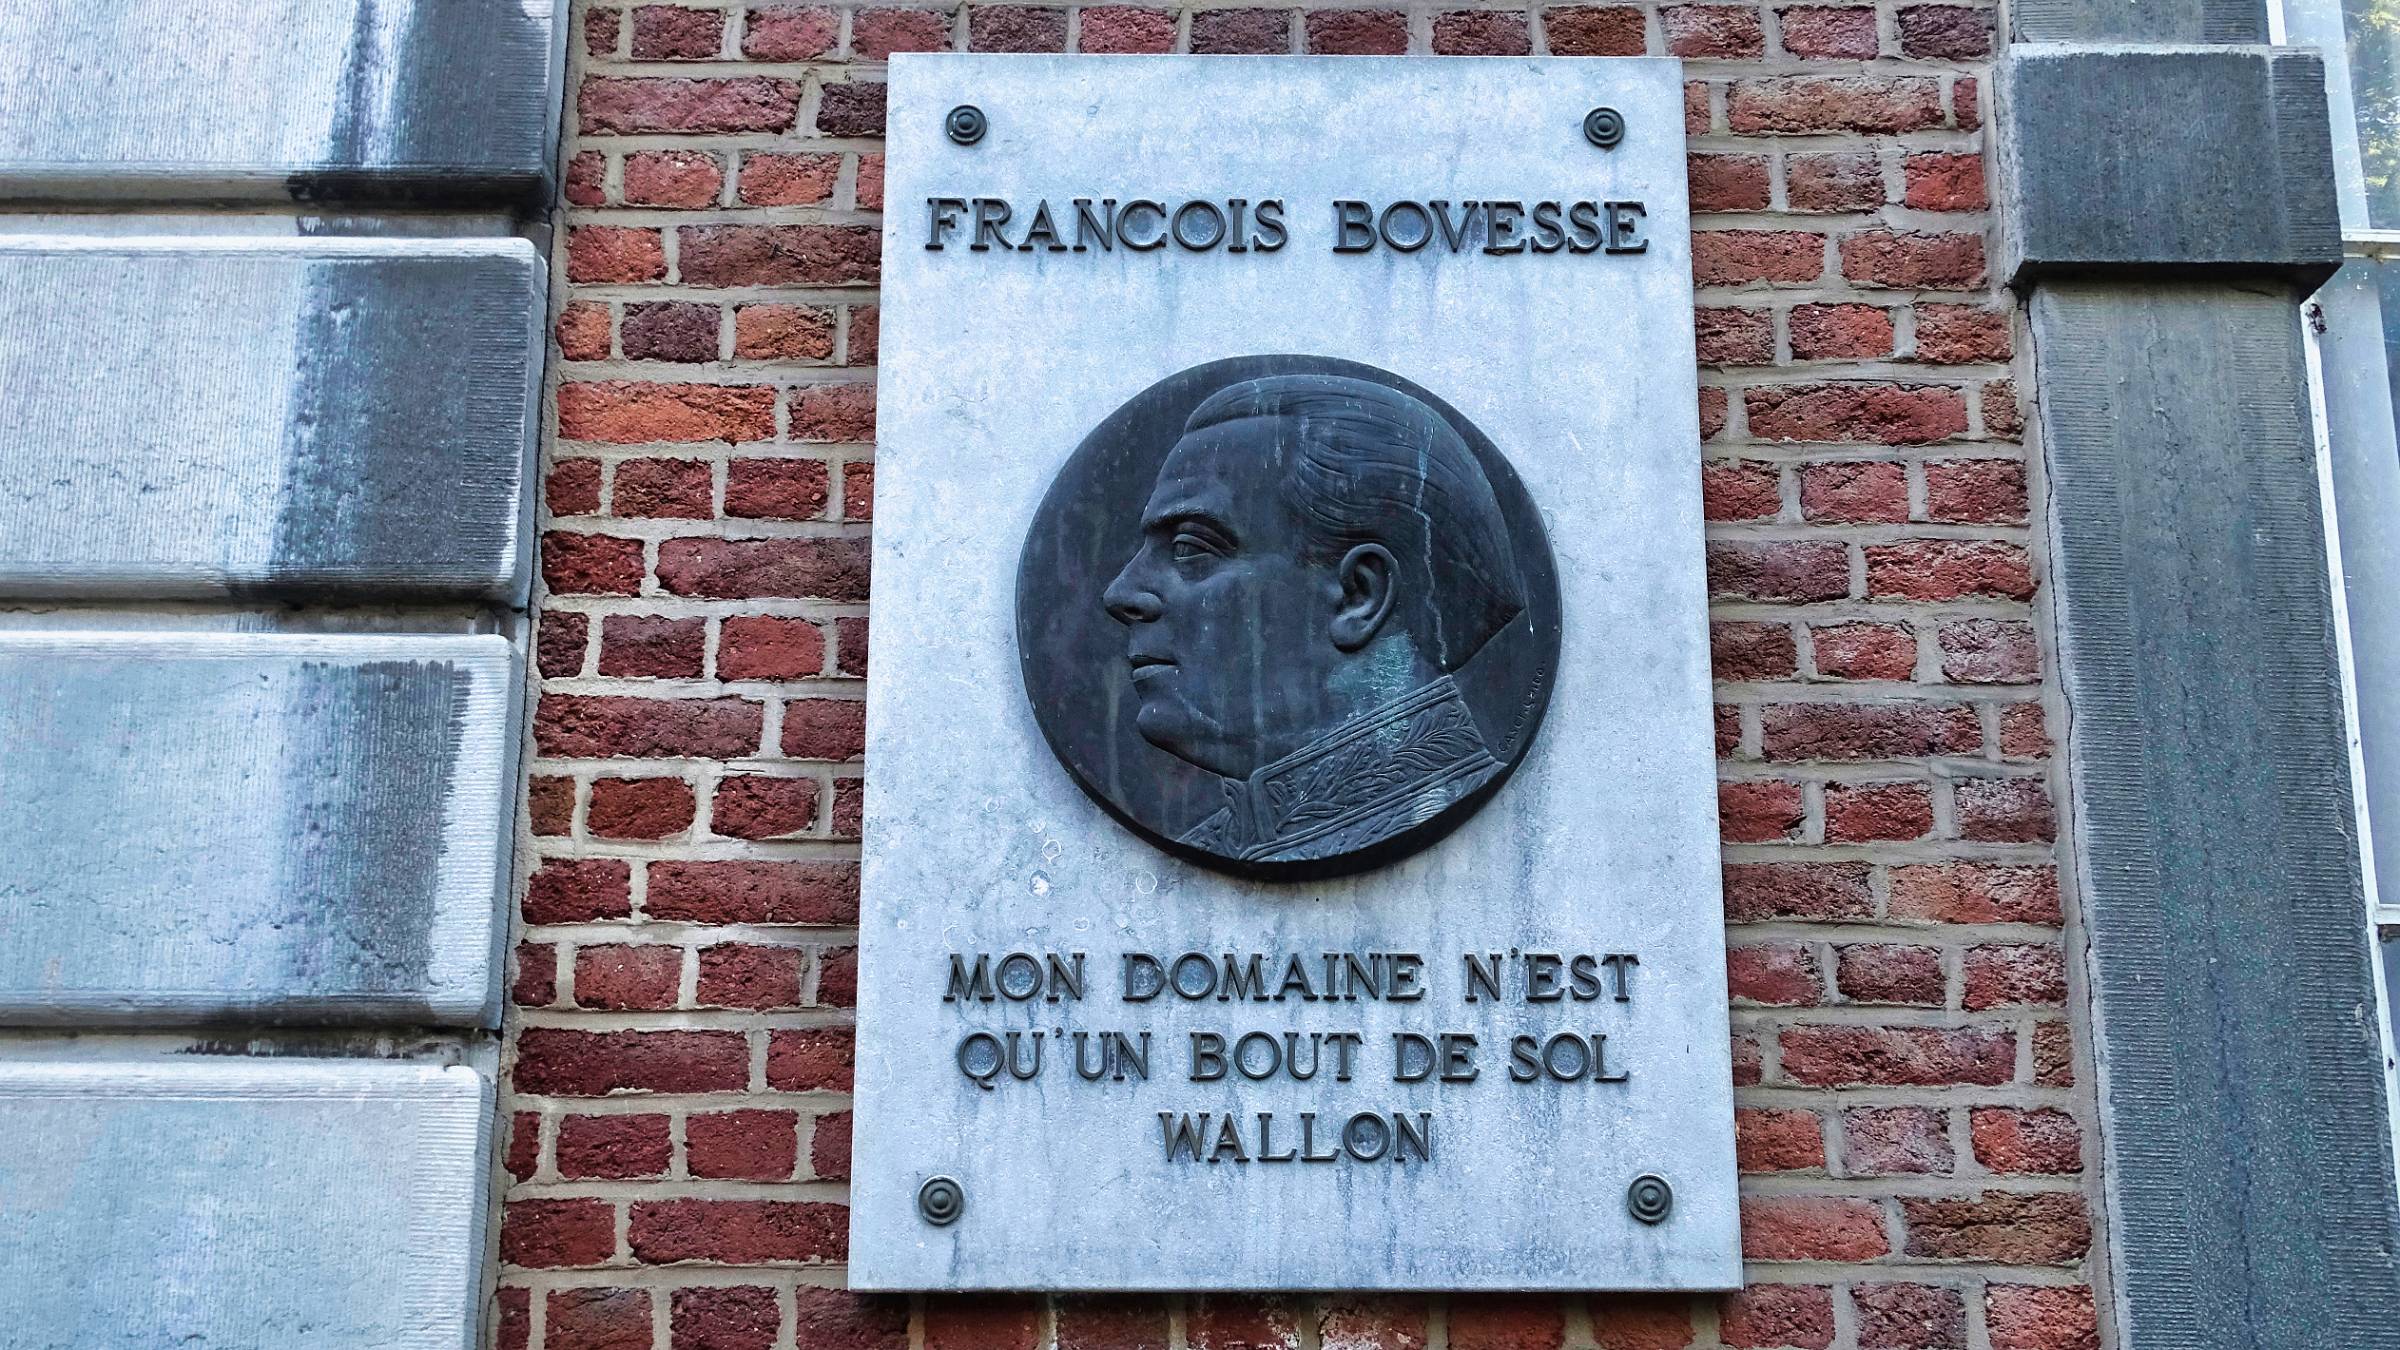 FRANCOIS BOVESSE
MON DOMAINE N'EST
QU'UN BOUT DE SOL
WALLON